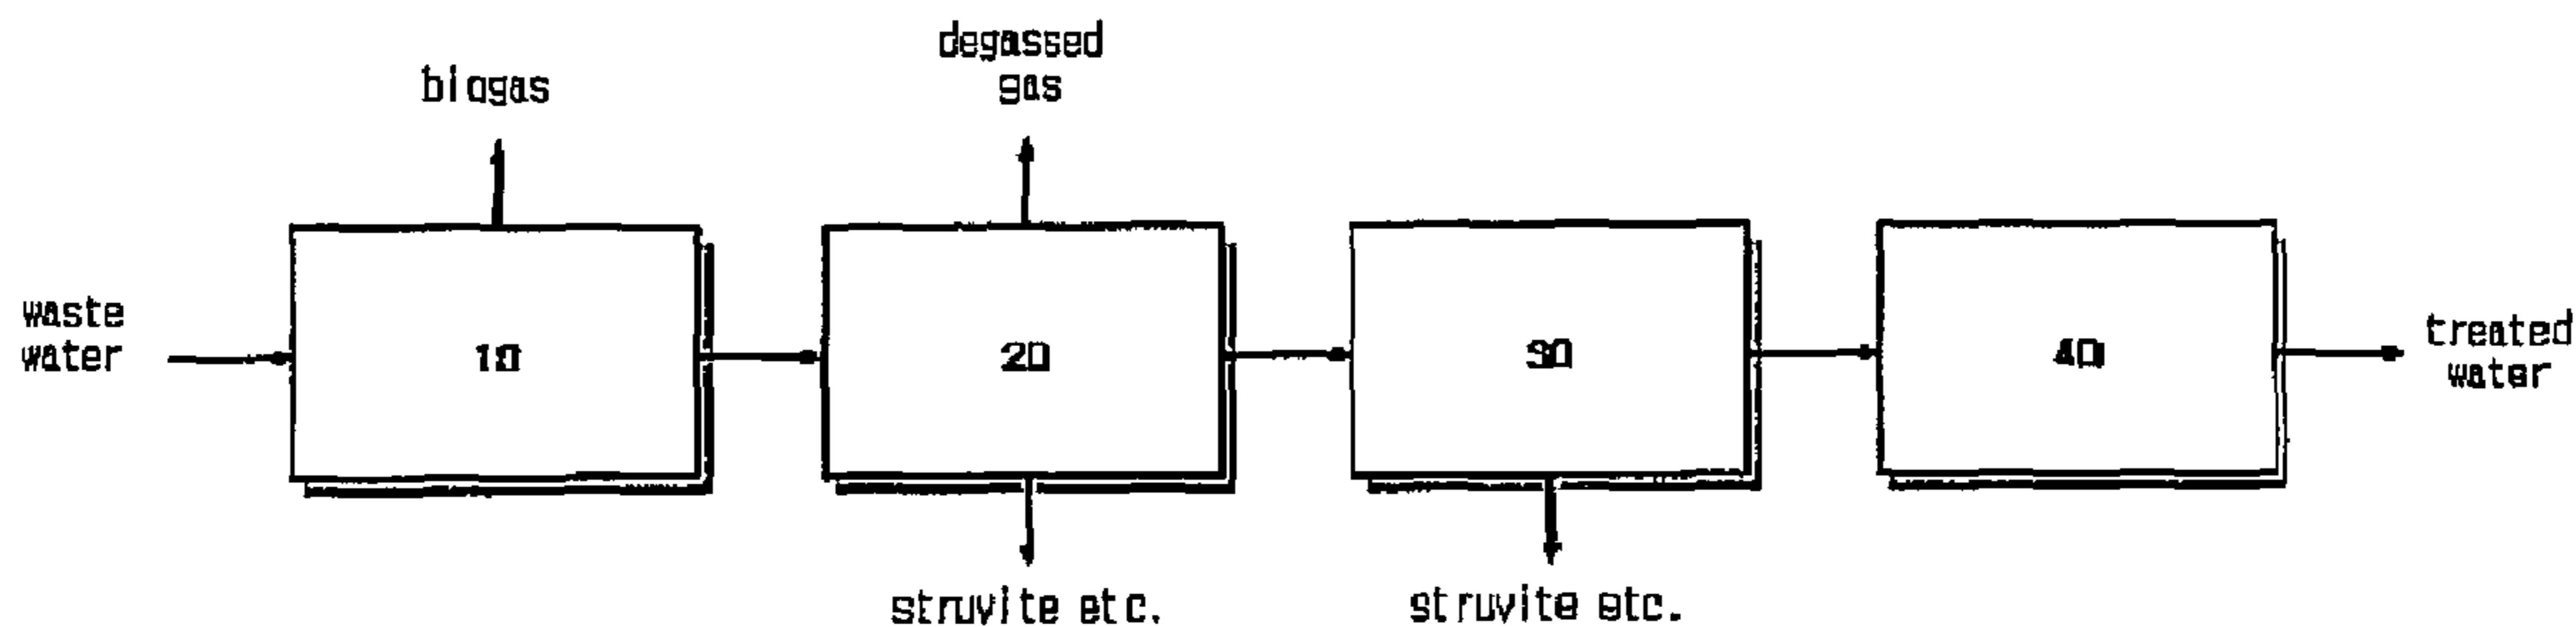 degassed
gas
biogas
waste
water
10
20
30
40
treated
water
struvite etc.
struvite etc.